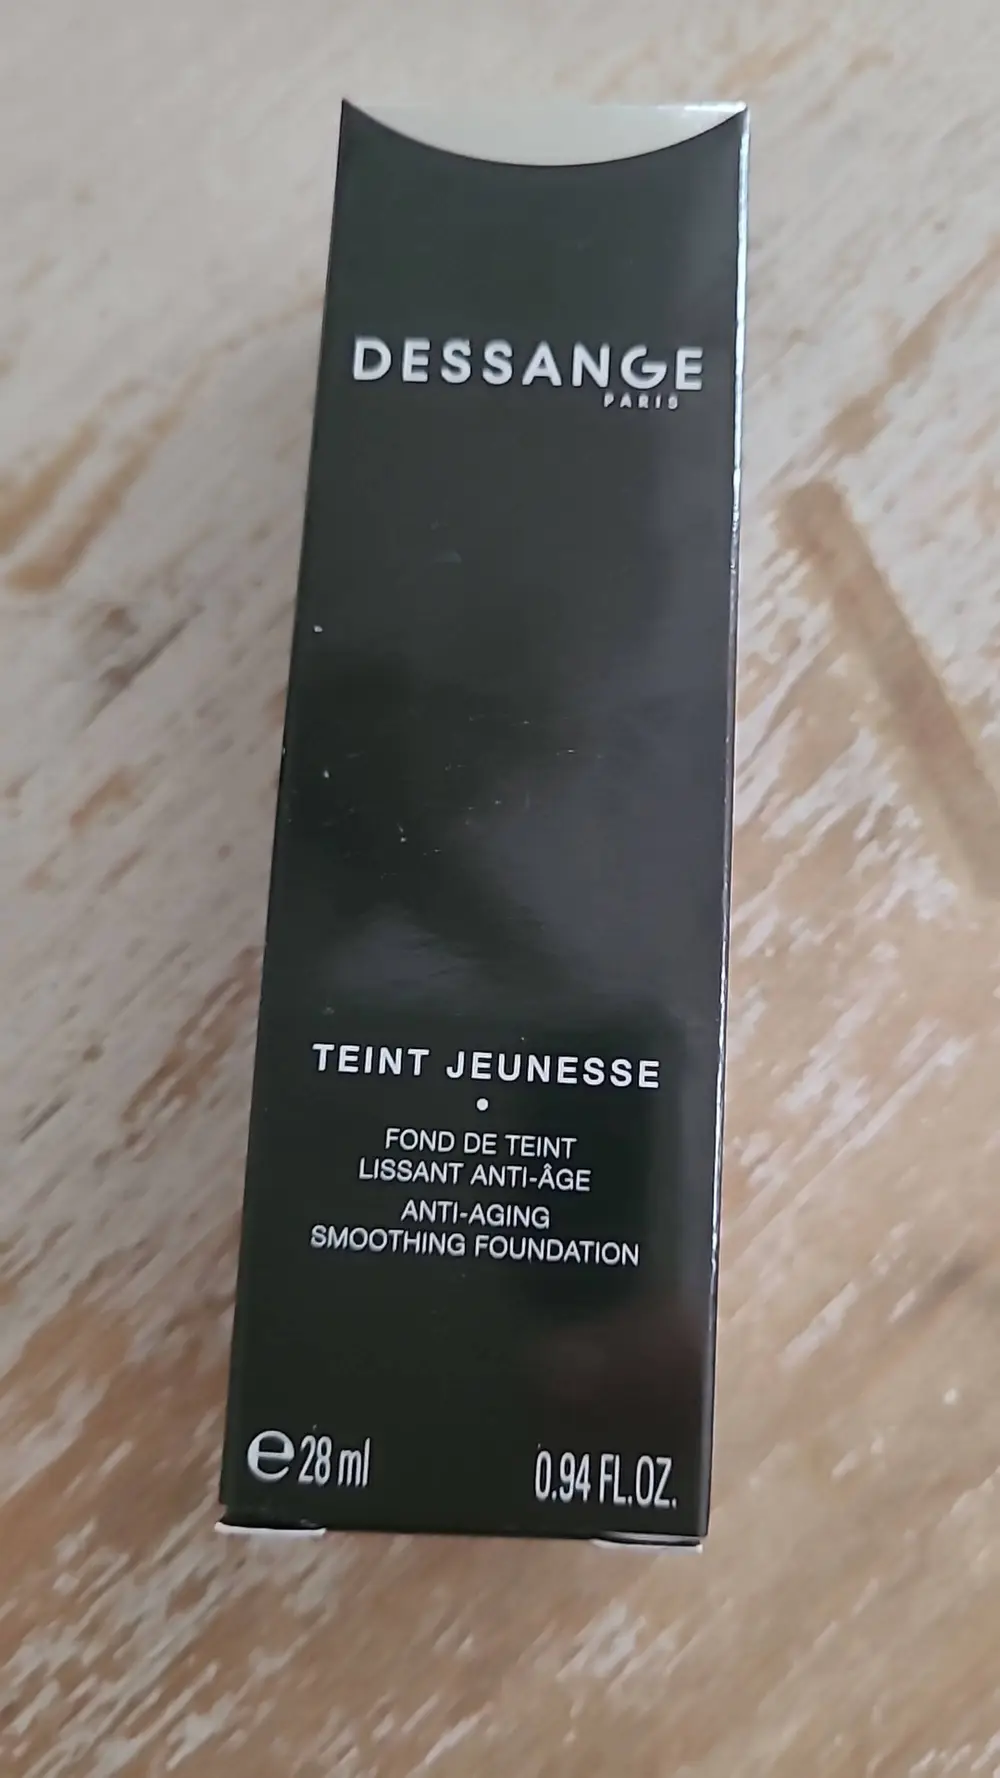 DESSANGE
PARIS
TEINT JEUNESSE
•
FOND DE TEINT
LISSANT ANTI-ÂGE
ANTI-AGING
SMOOTHING FOUNDATION
℮ 28 ml 0.94 FL.OZ.